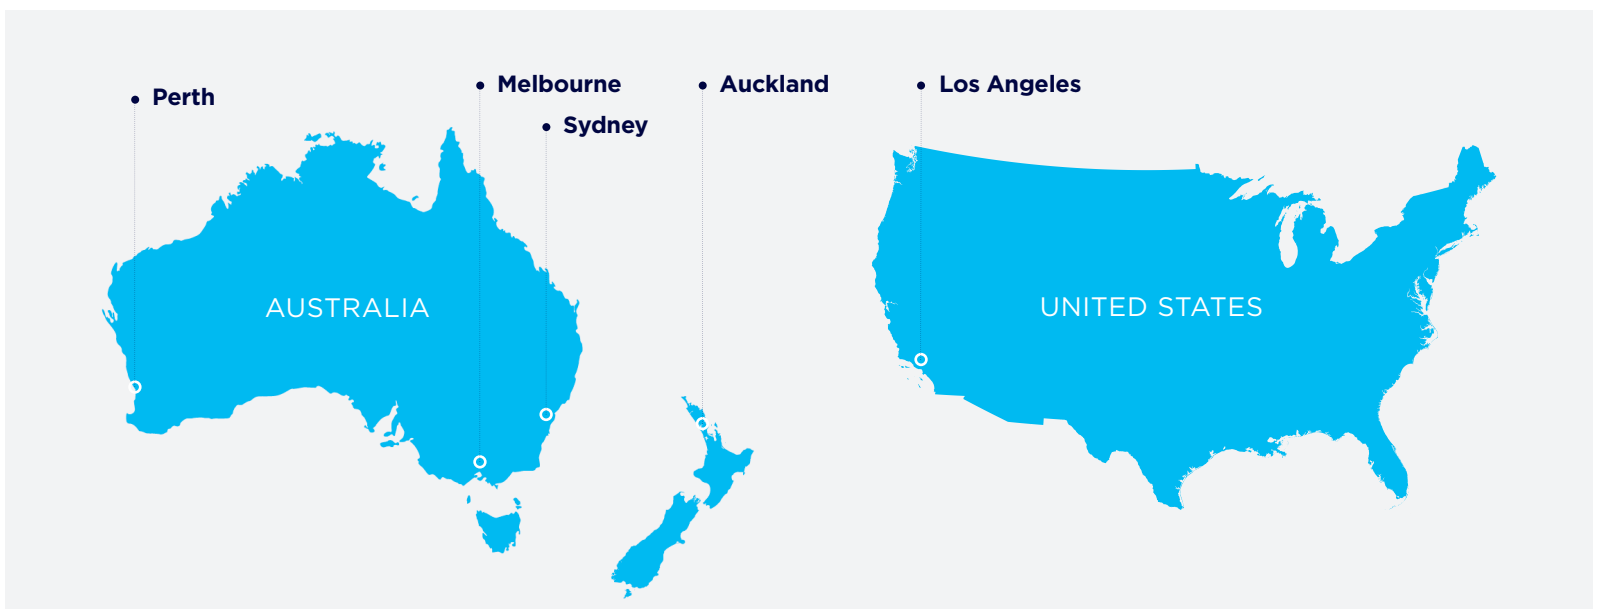 Perth
Melbourne
Sydney
Auckland
Los Angeles
AUSTRALIA
UNITED STATES